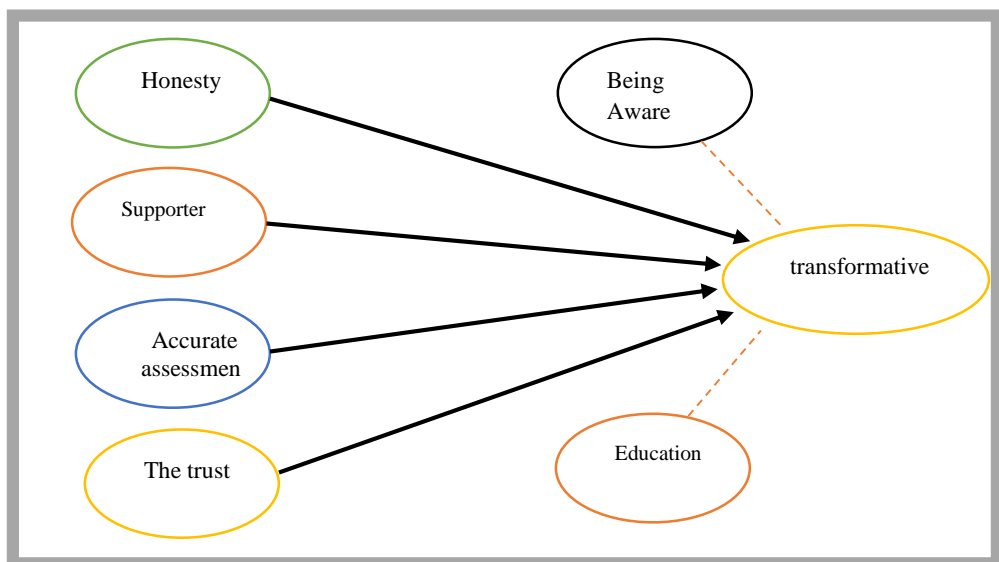 Honesty
Being
Aware
Supporter
transformative
Accurate
assessmen
The trust
Education